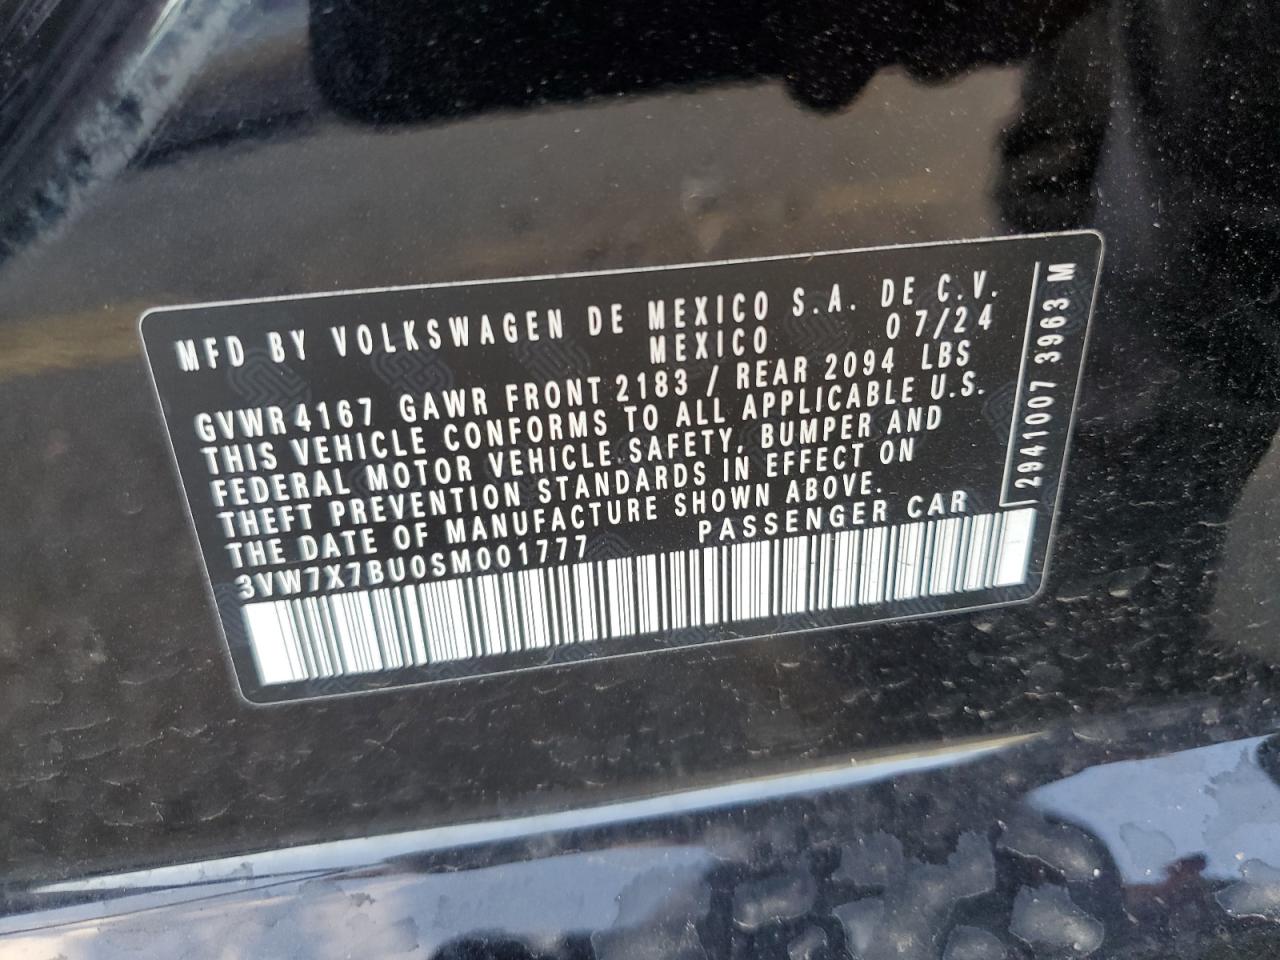 MFD BY VOLKSWAGEN DE MEXICO S.A. DE C.V.
MEXICO 07/24
GVWR 4167 GAWR FRONT 2183 / REAR 2094 LBS
THIS VEHICLE CONFORMS TO ALL APPLICABLE U.S.
FEDERAL MOTOR VEHICLE SAFETY, BUMPER AND
THEFT PREVENTION STANDARDS IN EFFECT ON
THE DATE OF MANUFACTURE SHOWN ABOVE.
3VW7X7BU0SM001777 PASSENGER CAR
2941007 3963 M